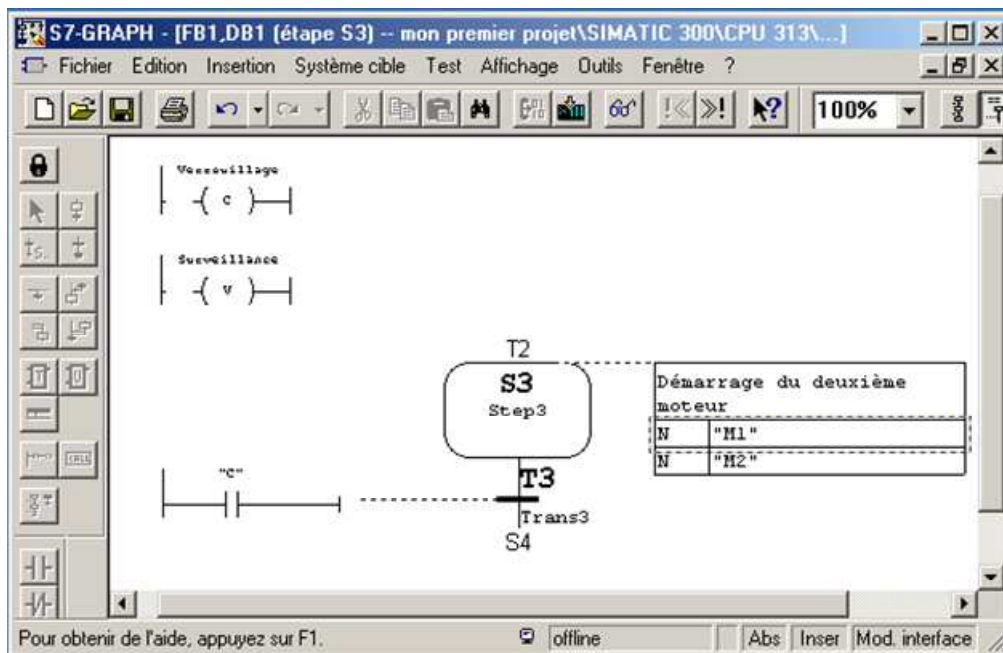 S7-GRAPH - [FB1,DB1 (étape S3) -- mon premier projet\SIMATIC 300\CPU 313\...]
Fichier Edition Insertion Système cible Test Affichage Outils Fenêtre ?
100%
Verrouillage
C
Surveillance
V
T2
S3
Step3
Démarrage du deuxième
moteur
N "M1"
N "M2"
"C"
T3
Trans3
S4
Pour obtenir de l'aide, appuyez sur F1.
offline
Abs
Inser
Mod. interface